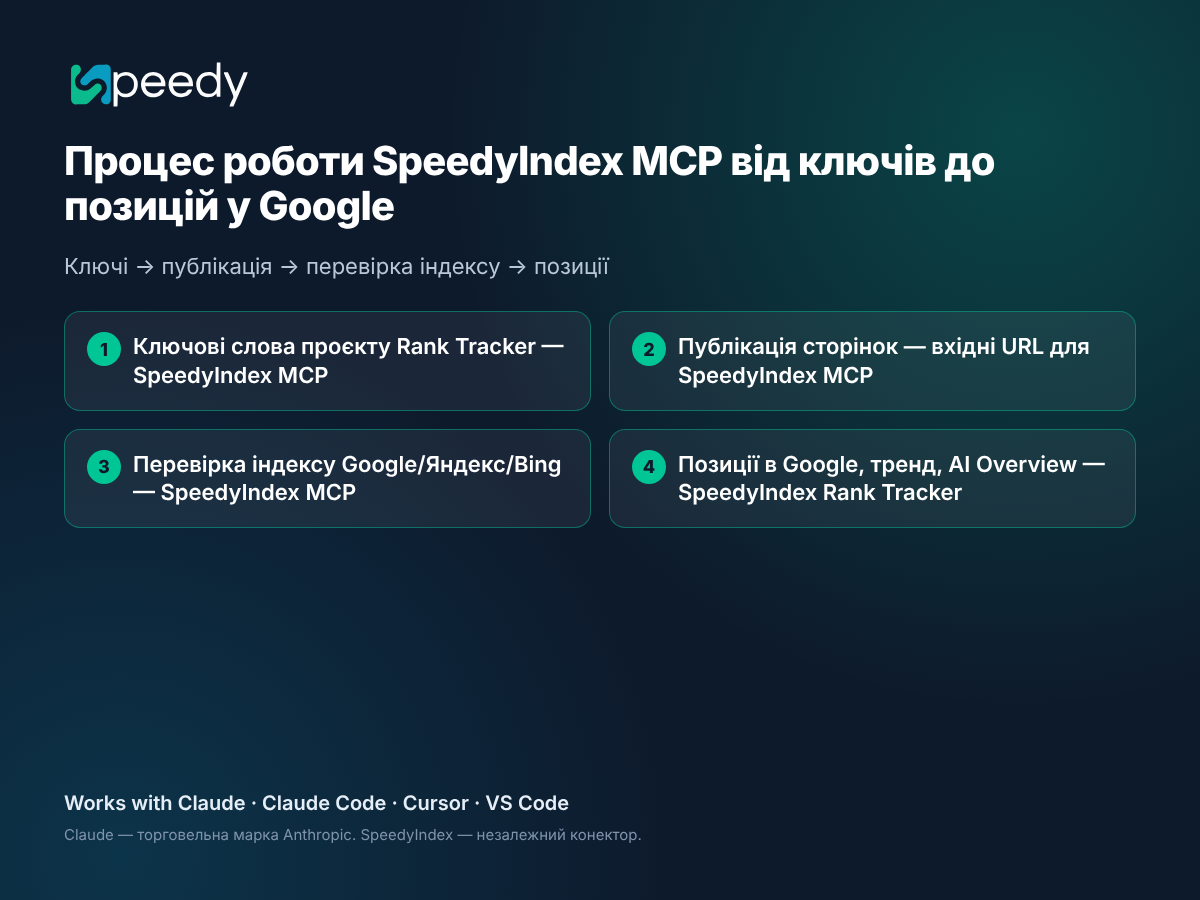 Speedy
Процес роботи SpeedyIndex MCP від ключів до
позицій у Google
Ключі → публікація → перевірка індексу → позиції
1 Ключові слова проєкту Rank Tracker —
SpeedyIndex MCP
2 Публікація сторінок — вхідні URL для
SpeedyIndex MCP
3 Перевірка індексу Google/Яндекс/Bing
— SpeedyIndex MCP
4 Позиції в Google, тренд, AI Overview —
SpeedyIndex Rank Tracker
Works with Claude · Claude Code · Cursor · VS Code
Claude — торговельна марка Anthropic. SpeedyIndex — незалежний конектор.